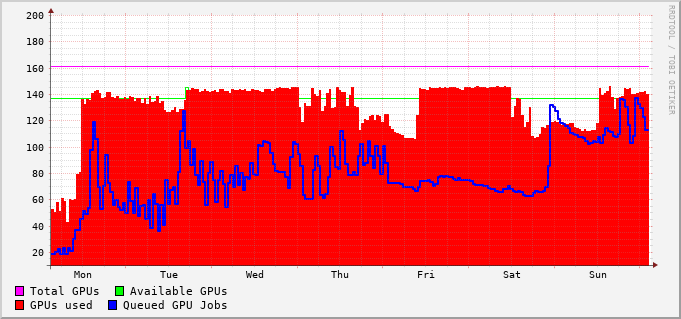 200
180
160
140
120
100
80
60
40
20
Mon Tue Wed Thu Fri Sat Sun
RRDTOOL / TOBI OETIKER
Total GPUs Available GPUs
GPUs used Queued GPU Jobs